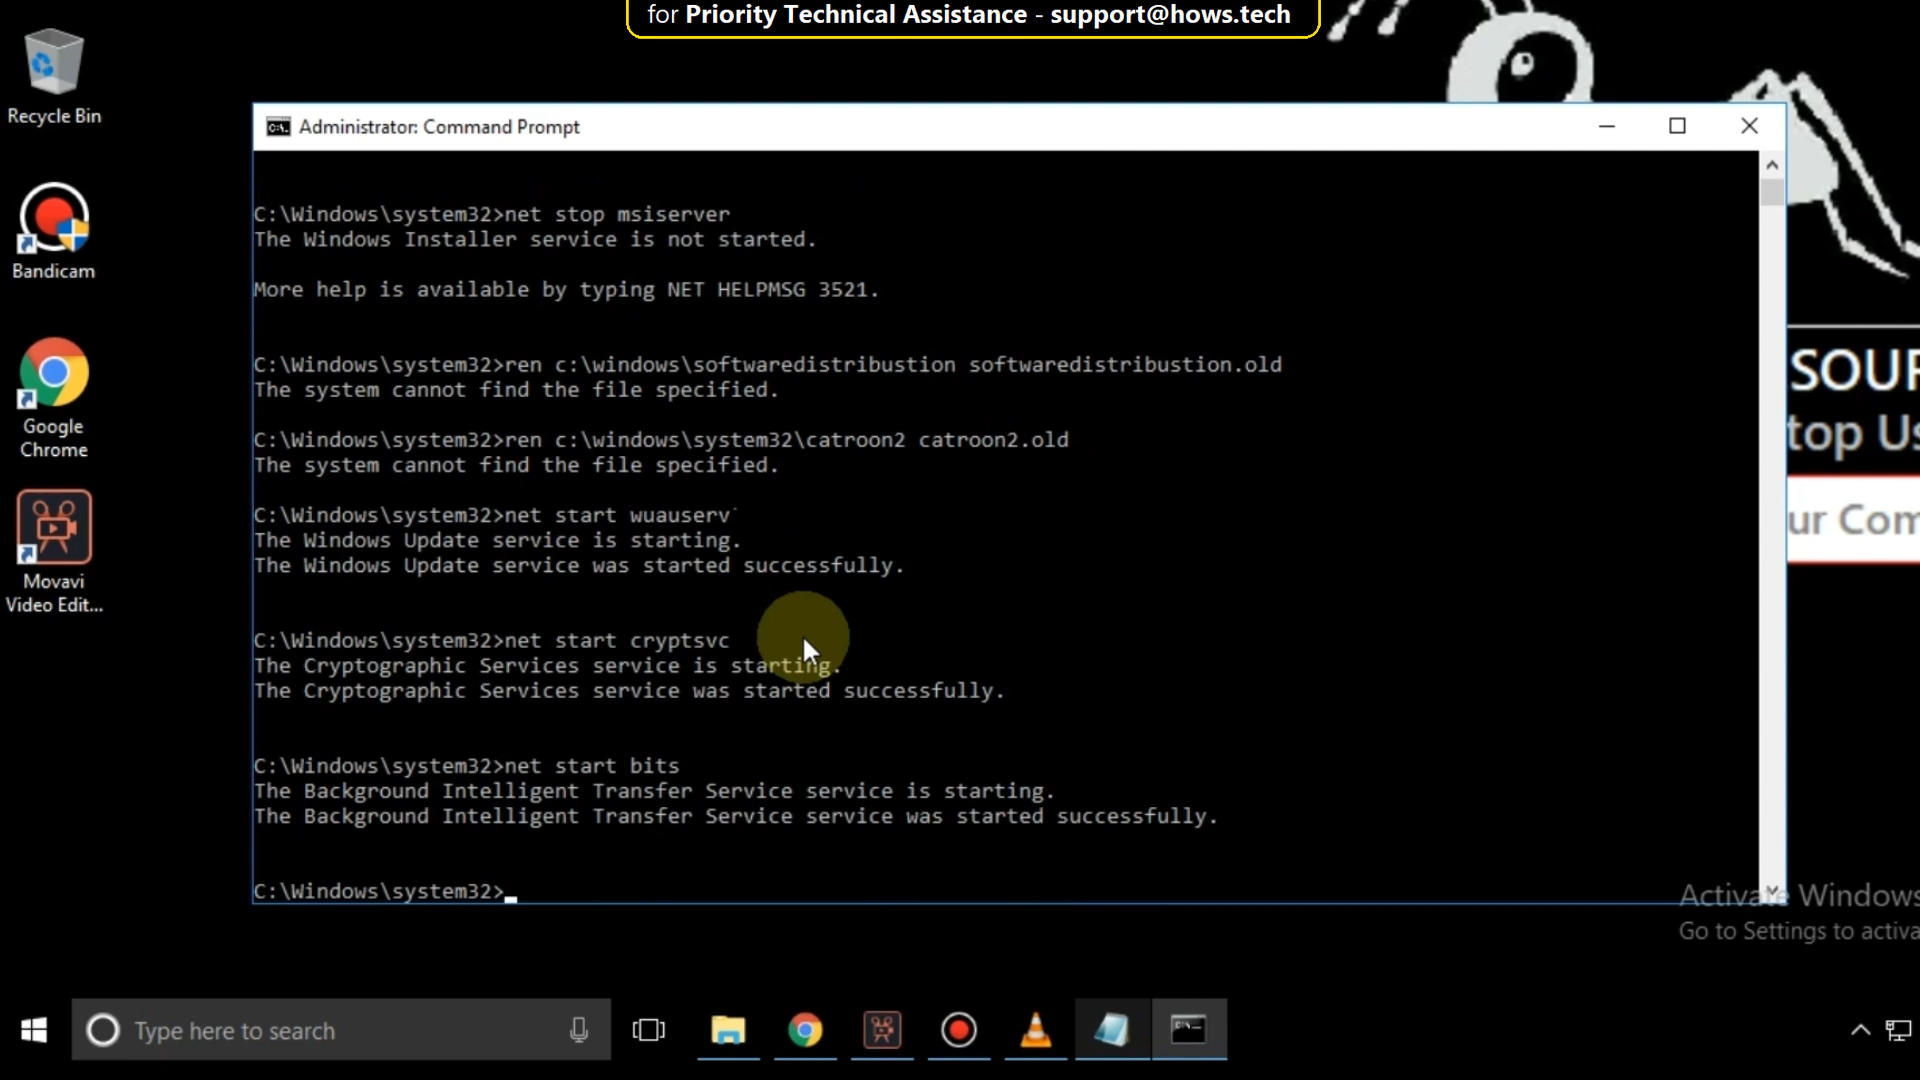 for Priority Technical Assistance - support@hows.tech
Recycle Bin
Bandicam
Google
Chrome
Movavi
Video Edit...
Administrator: Command Prompt
C:\Windows\system32>net stop msiserver
The Windows Installer service is not started.
More help is available by typing NET HELPMSG 3521.
C:\Windows\system32>ren c:\windows\softwaredistribustion softwaredistribustion.old
The system cannot find the file specified.
C:\Windows\system32>ren c:\windows\system32\catroon2 catroon2.old
The system cannot find the file specified.
C:\Windows\system32>net start wuauserv`
The Windows Update service is starting.
The Windows Update service was started successfully.
C:\Windows\system32>net start cryptsvc
The Cryptographic Services service is starting.
The Cryptographic Services service was started successfully.
C:\Windows\system32>net start bits
The Background Intelligent Transfer Service service is starting.
The Background Intelligent Transfer Service service was started successfully.
C:\Windows\system32>
SOUR
top Us
ur Com
Activate Windows
Go to Settings to activa
Type here to search